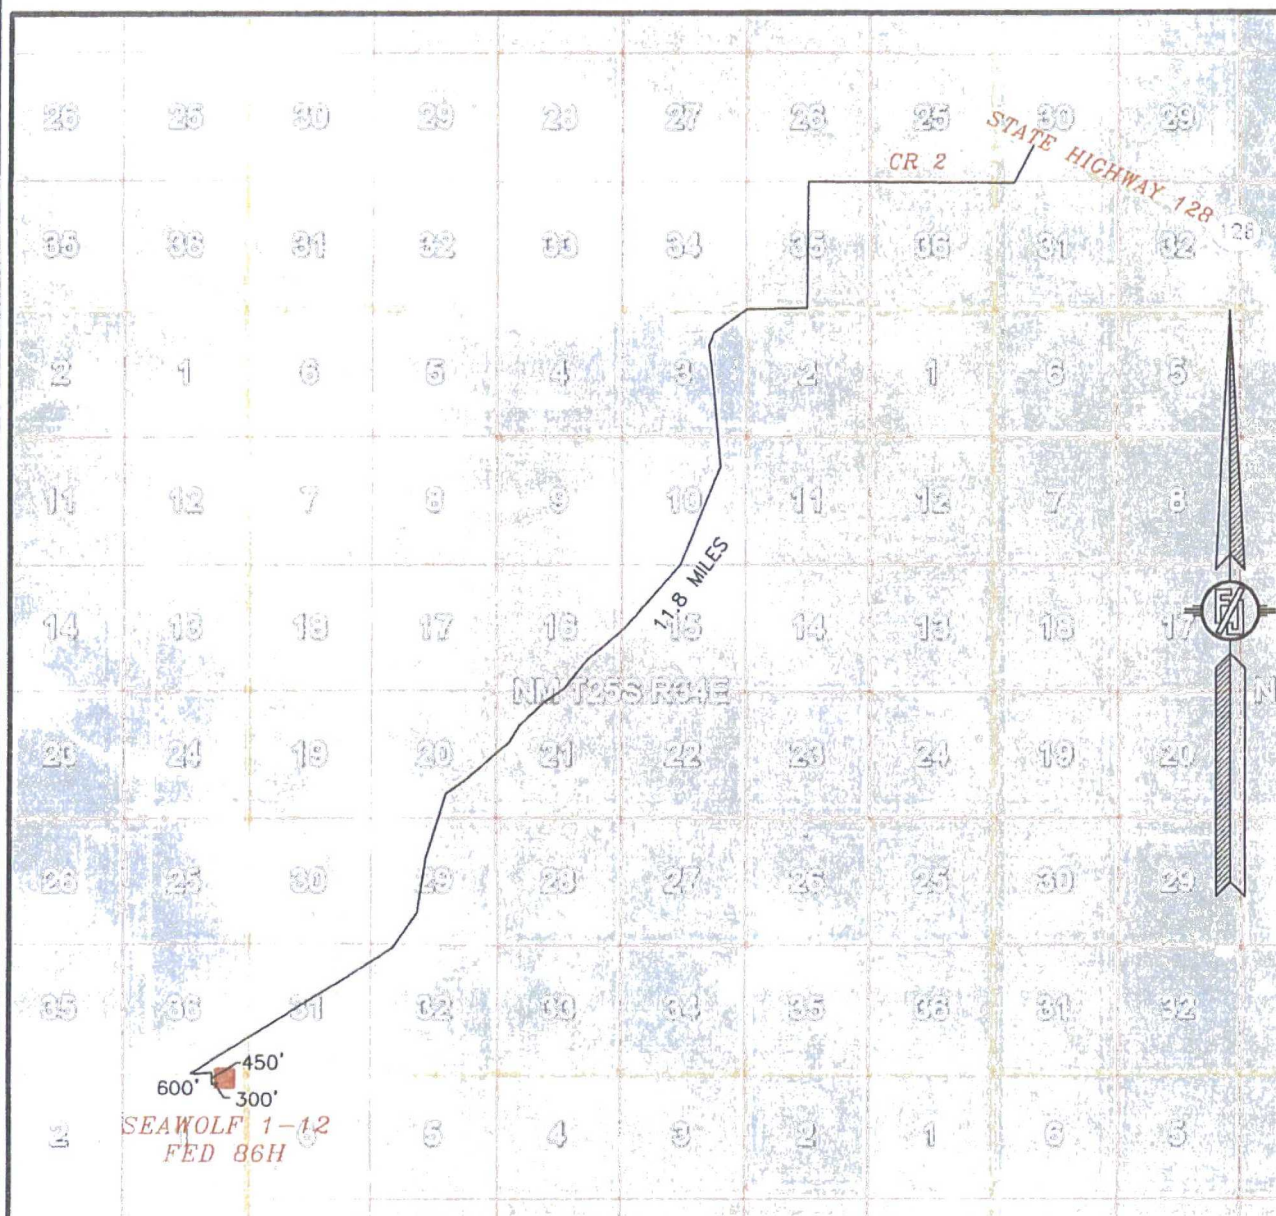 26 25 30 29 28 27 26 25 30 29
STATE HIGHWAY 128
CR 2
35 36 31 32 33 34 35 36 31 32
128
2 1 6 5 4 3 2 1 6 5
11 12 7 8 9 10 11 12 7 8
11.8 MILES
14 13 18 17 16 15 14 13 18 17
NM T25S R34E
N
23 24 19 20 21 22 23 24 19 20
26 25 30 29 28 27 26 25 30 29
35 36 31 32 33 34 35 36 31 32
450'
600'
300'
SEAWOLF 1-12
FED 86H
2 1 6 5 4 3 2 1 6 5